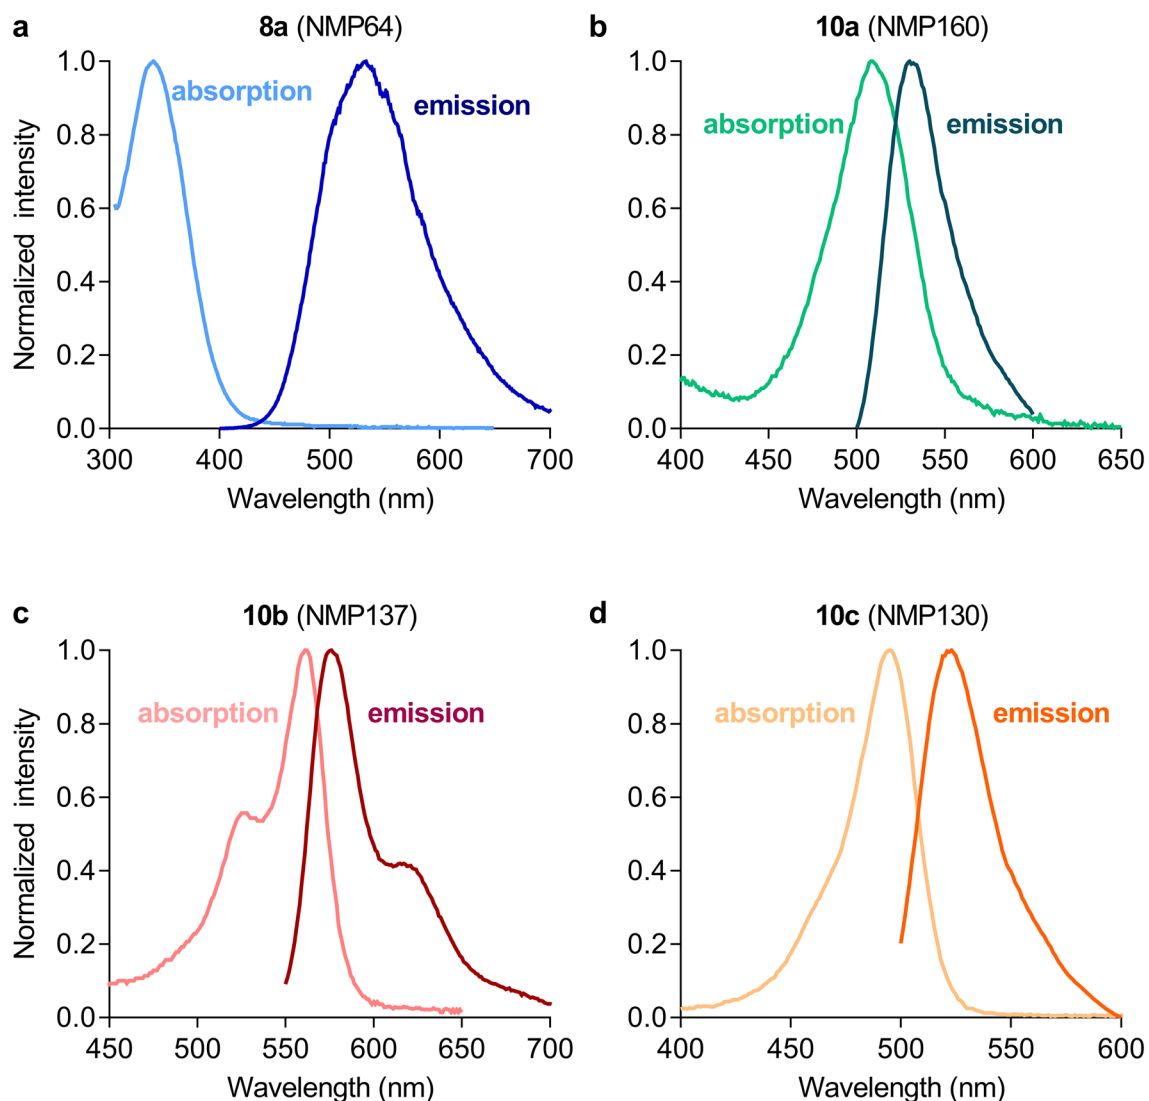 a
8a (NMP64)
1.0
0.8
0.6
0.4
0.2
0.0
Normalized intensity
absorption
emission
300 400 500 600 700
Wavelength (nm)
b
10a (NMP160)
1.0
0.8
0.6
0.4
0.2
0.0
absorption
emission
400 450 500 550 600 650
Wavelength (nm)
c
10b (NMP137)
1.0
0.8
0.6
0.4
0.2
0.0
Normalized intensity
absorption
emission
450 500 550 600 650 700
Wavelength (nm)
d
10c (NMP130)
1.0
0.8
0.6
0.4
0.2
0.0
absorption
emission
400 450 500 550 600
Wavelength (nm)